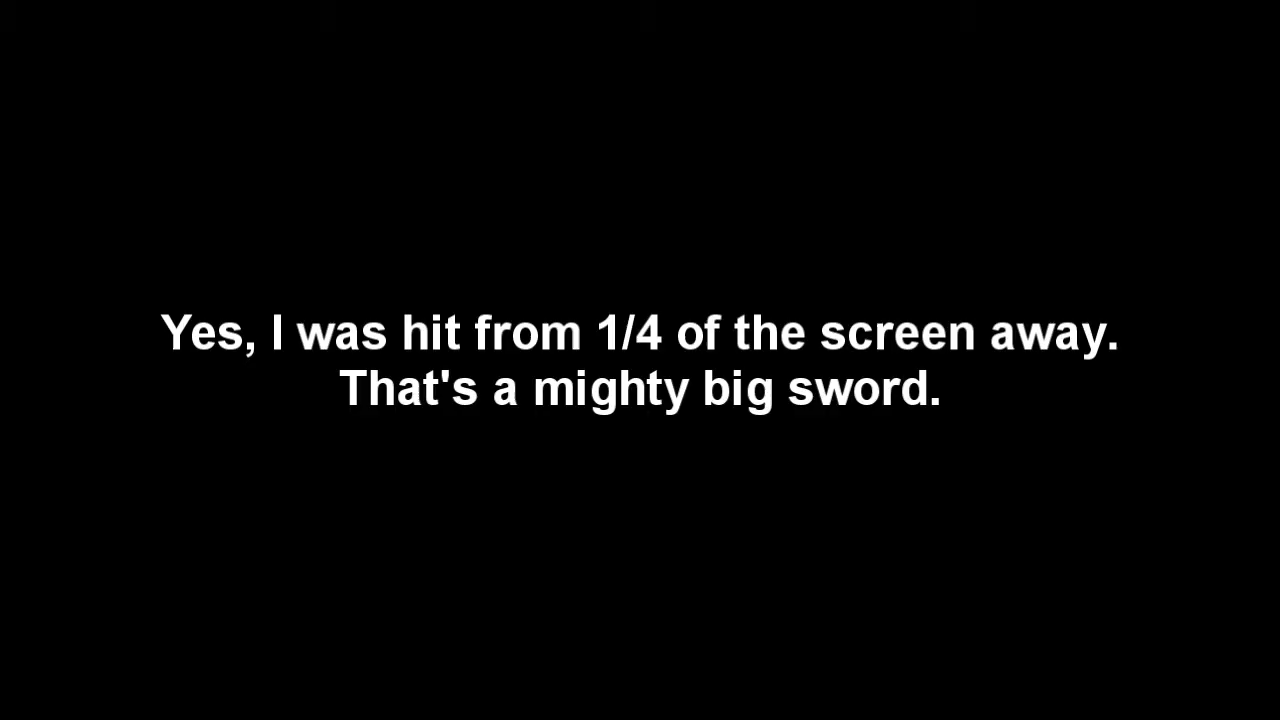 Yes, I was hit from 1/4 of the screen away.
That's a mighty big sword.